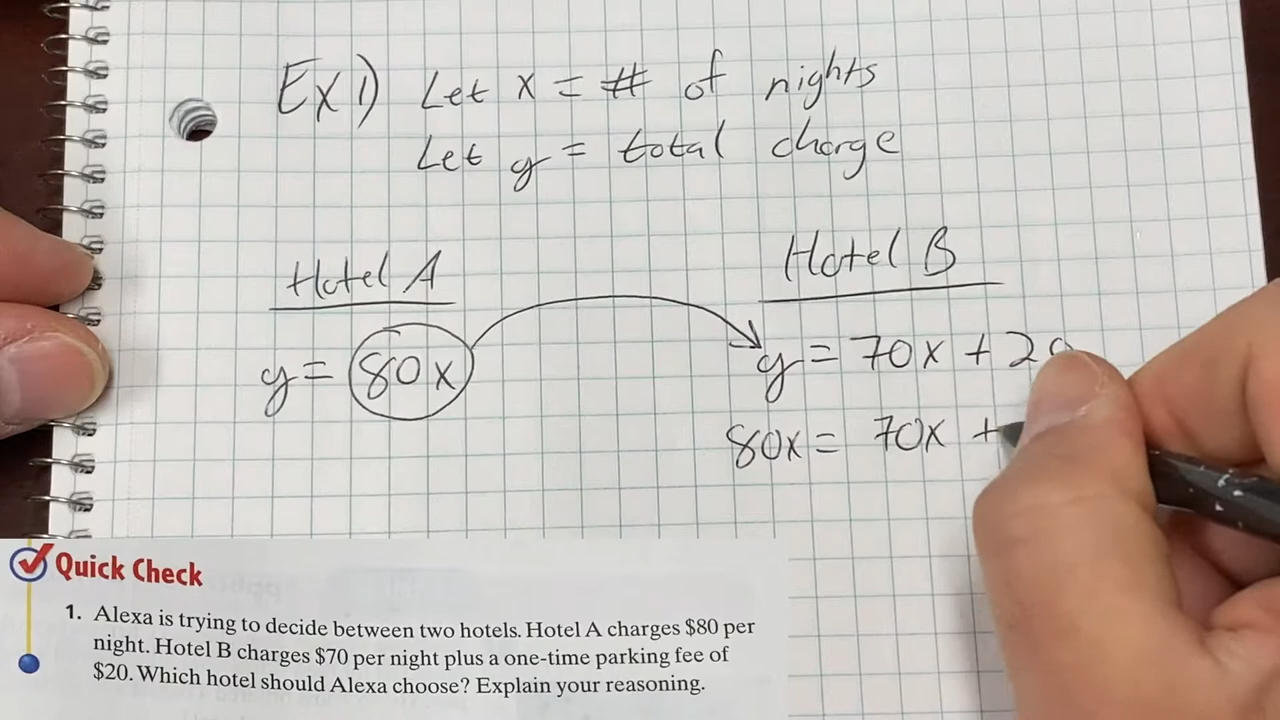 Ex 1) Let x = # of nights
Let y = total charge
Hotel A
Hotel B
y = 80x
y = 70x + 20
80x = 70x +
Quick Check
1. Alexa is trying to decide between two hotels. Hotel A charges $80 per
night. Hotel B charges $70 per night plus a one-time parking fee of
$20. Which hotel should Alexa choose? Explain your reasoning.